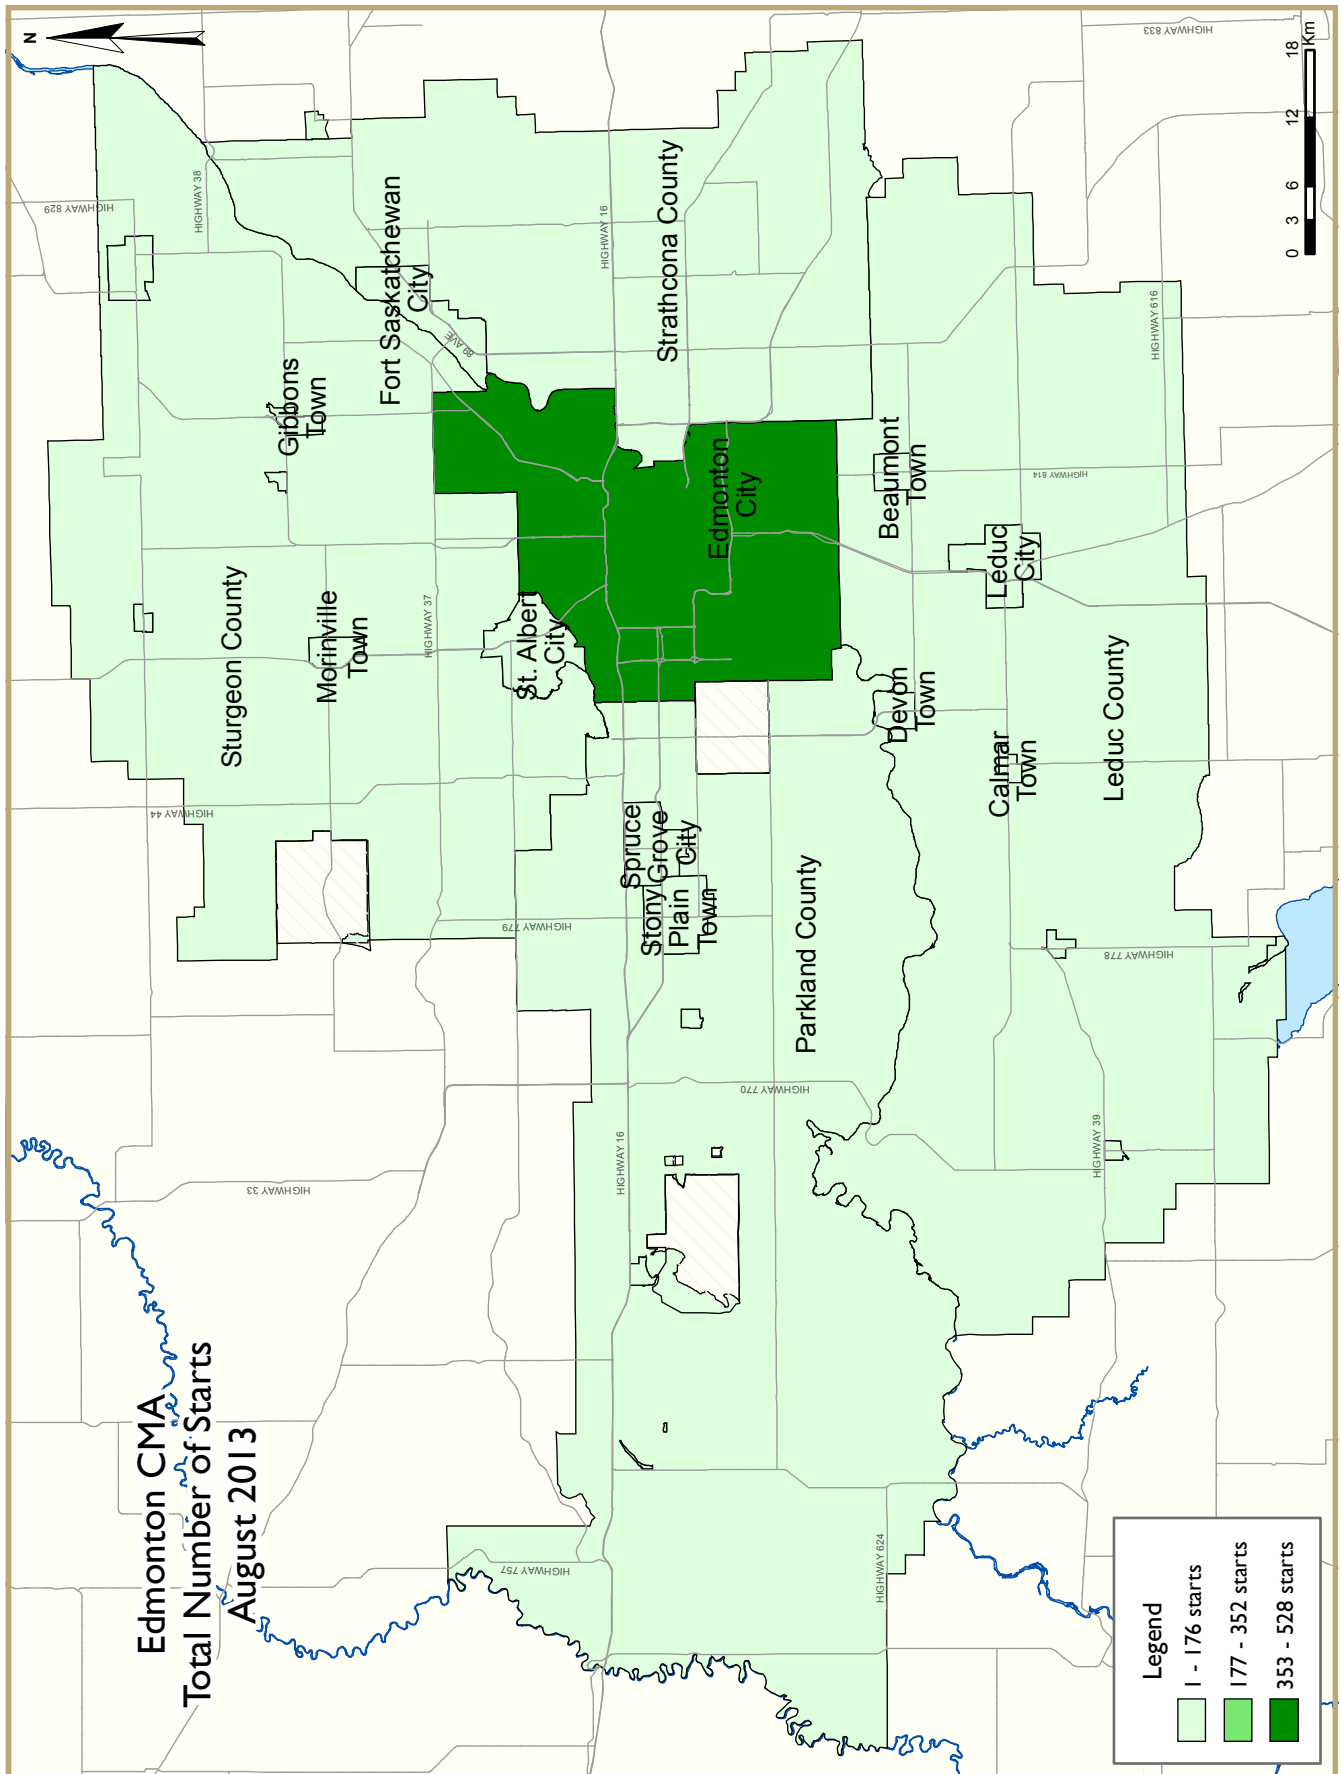 Edmonton CMA
Total Number of Starts
August 2013
N
HIGHWAY 829
HIGHWAY 38
HIGHWAY 833
HIGHWAY 16
Fort Saskatchewan
City
89 AVE
Strathcona County
Gibbons
Town
HIGHWAY 616
Sturgeon County
Morinville
Town
HIGHWAY 37
St. Albert
City
Edmonton
City
Beaumont
Town
HIGHWAY 814
Leduc
City
HIGHWAY 44
Devon
Town
Calmar
Town
Leduc County
Spruce
Grove
City
Stony
Plain
Town
Parkland County
HIGHWAY 779
HIGHWAY 778
HIGHWAY 770
HIGHWAY 33
HIGHWAY 16
HIGHWAY 39
HIGHWAY 757
HIGHWAY 624
0 3 6 12 18
Km
Legend
1 - 176 starts
177 - 352 starts
353 - 528 starts